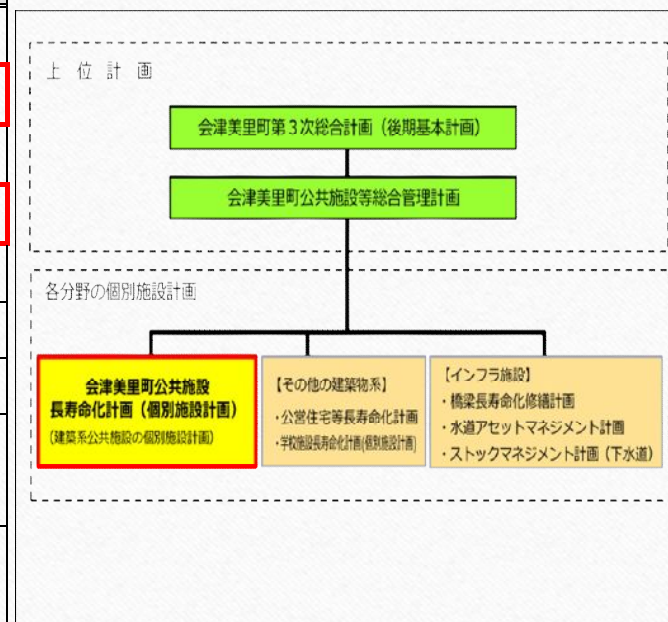 上位計画
会津美里町第3次総合計画(後期基本計画)
会津美里町公共施設等総合管理計画
各分野の個別施設計画
会津美里町公共施設
長寿命化計画(個別施設計画)
(建築系公共施設の個別施設計画)
【その他の建築物系】
・公営住宅等長寿命化計画
・学校施設長寿命化計画(個別施設計画)
【インフラ施設】
・橋梁長寿命化修繕計画
・水道アセットマネジメント計画
・ストックマネジメント計画(下水道)